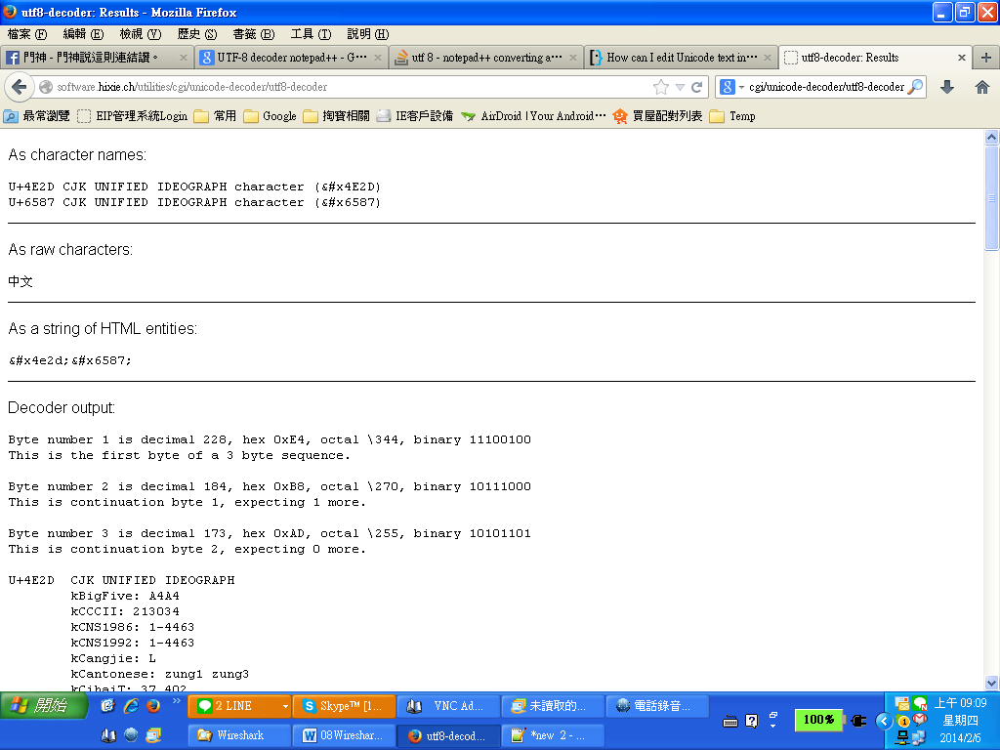 utf8-decoder: Results - Mozilla Firefox
檔案 (F) 編輯 (E) 檢視 (V) 歷史 (S) 書籤 (B) 工具 (T) 說明 (H)
門神 - 門神說這則連結讚。 UTF-8 decoder notepad++ - G… utf 8 - notepad++ converting a… How can I edit Unicode text in… utf8-decoder: Results
software.hixie.ch/utilities/cgi/unicode-decoder/utf8-decoder cgi/unicode-decoder/utf8-decoder
最常瀏覽 EIP管理系統Login 常用 Google 掏寶相關 IE客戶設備 AirDroid | Your Android… 買屋配對列表 Temp
As character names:
U+4E2D CJK UNIFIED IDEOGRAPH character (&#x4E2D)
U+6587 CJK UNIFIED IDEOGRAPH character (&#x6587)
As raw characters:
中文
As a string of HTML entities:
&#x4e2d;&#x6587;
Decoder output:
Byte number 1 is decimal 228, hex 0xE4, octal \344, binary 11100100
This is the first byte of a 3 byte sequence.
Byte number 2 is decimal 184, hex 0xB8, octal \270, binary 10111000
This is continuation byte 1, expecting 1 more.
Byte number 3 is decimal 173, hex 0xAD, octal \255, binary 10101101
This is continuation byte 2, expecting 0 more.
U+4E2D CJK UNIFIED IDEOGRAPH
kBigFive: A4A4
kCCCII: 213034
kCNS1986: 1-4463
kCNS1992: 1-4463
kCangjie: L
kCantonese: zung1 zung3
kCihaiT: 37.402
開始 2 LINE Skype™ [1... VNC Ad... 未讀取的... 電話錄音... 上午 09:09
100% 星期四
Wireshark 08Wireshar... utf8-decod... *new 2 - ... 2014/2/6